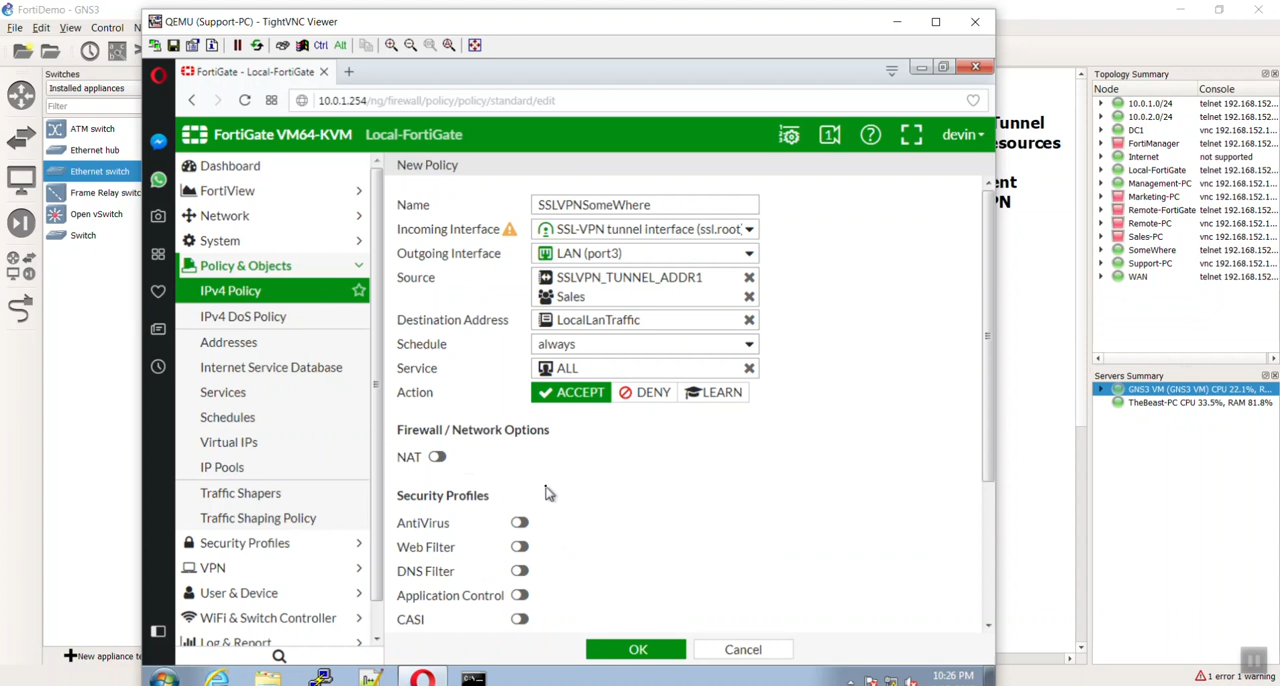 FortiDemo - GNS3
File Edit View Control N
QEMU (Support-PC) - TightVNC Viewer
Ctrl Alt
Switches
Installed appliances
Filter
ATM switch
Ethernet hub
Ethernet switch
Frame Relay switc
Open vSwitch
Switch
New appliance te
FortiGate - Local-FortiGate
10.0.1.254/ng/firewall/policy/policy/standard/edit
FortiGate VM64-KVM Local-FortiGate
devin
Dashboard
FortiView
Network
System
Policy & Objects
IPv4 Policy
IPv4 DoS Policy
Addresses
Internet Service Database
Services
Schedules
Virtual IPs
IP Pools
Traffic Shapers
Traffic Shaping Policy
Security Profiles
VPN
User & Device
WiFi & Switch Controller
Log & Report
New Policy
Name SSLVPNSomeWhere
Incoming Interface SSL-VPN tunnel interface (ssl.root
Outgoing Interface LAN (port3)
Source SSLVPN_TUNNEL_ADDR1
Sales
Destination Address LocalLanTraffic
Schedule always
Service ALL
Action ACCEPT DENY LEARN
Firewall / Network Options
NAT
Security Profiles
AntiVirus
Web Filter
DNS Filter
Application Control
CASI
OK Cancel
10:26 PM
unnel
sources
ent
N
Topology Summary
Node Console
10.0.1.0/24 telnet 192.168.152...
10.0.2.0/24 telnet 192.168.152...
DC1 vnc 192.168.152.1...
FortiManager vnc 192.168.152.1...
Internet not supported
Local-FortiGate telnet 192.168.152...
Management-PC vnc 192.168.152.1...
Marketing-PC vnc 192.168.152.1...
Remote-FortiGate telnet 192.168.152...
Remote-PC vnc 192.168.152.1...
Sales-PC vnc 192.168.152.1...
SomeWhere vnc 192.168.152.1...
Support-PC vnc 192.168.152.1...
WAN telnet 192.168.152...
Servers Summary
GNS3 VM (GNS3 VM) CPU 22.1%, R...
TheBeast-PC CPU 33.5%, RAM 81.8%
1 error 1 warning